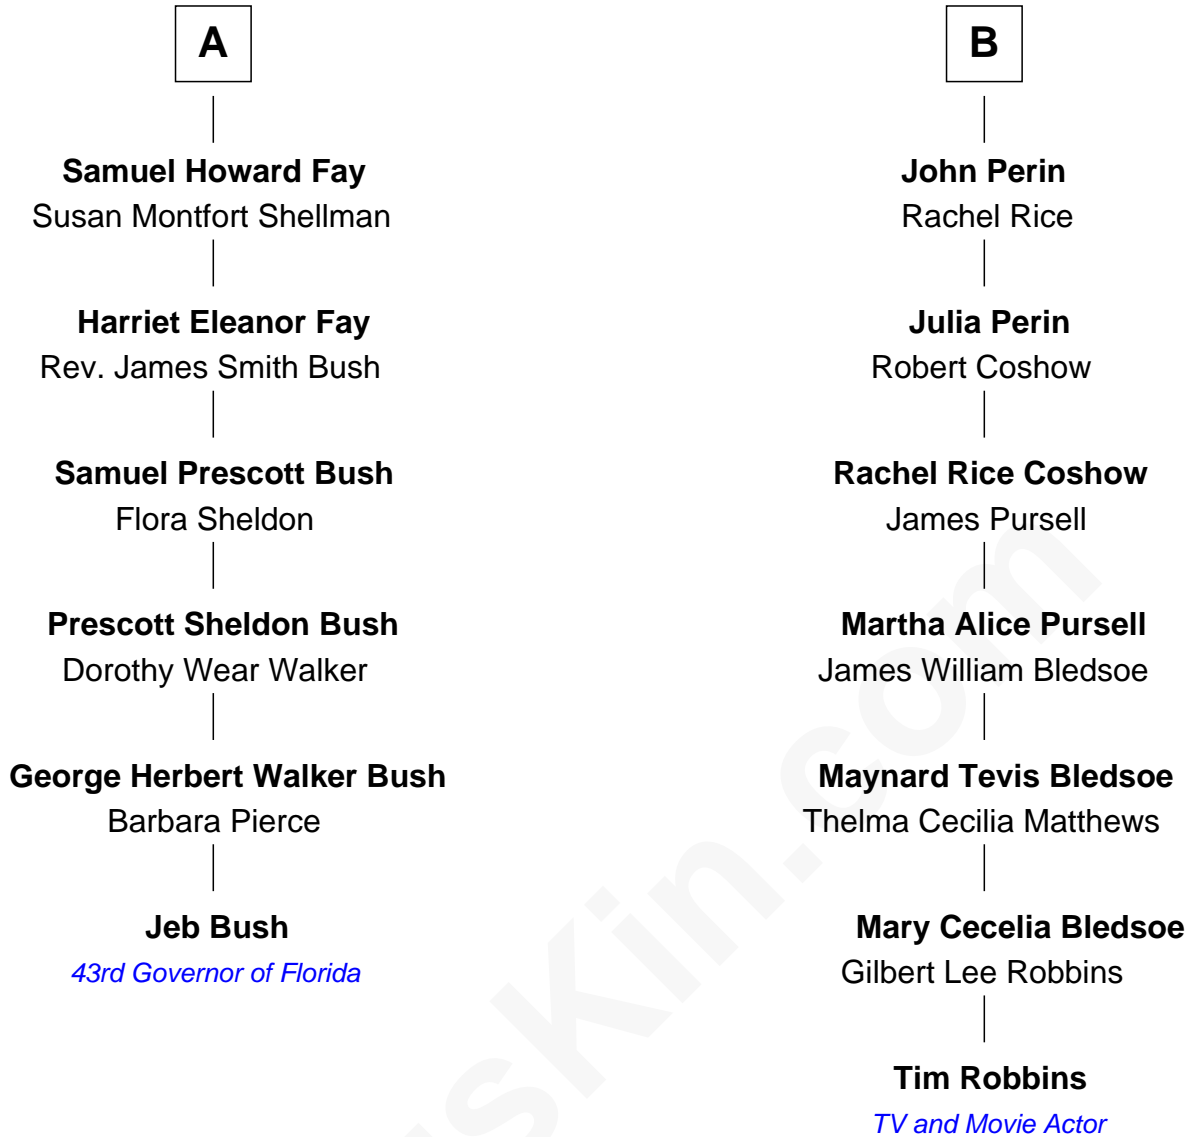 A
Samuel Howard Fay
Susan Montfort Shellman
Harriet Eleanor Fay
Rev. James Smith Bush
Samuel Prescott Bush
Flora Sheldon
Prescott Sheldon Bush
Dorothy Wear Walker
George Herbert Walker Bush
Barbara Pierce
Jeb Bush
43rd Governor of Florida
B
John Perin
Rachel Rice
Julia Perin
Robert Coshow
Rachel Rice Coshow
James Pursell
Martha Alice Pursell
James William Bledsoe
Maynard Tevis Bledsoe
Thelma Cecilia Matthews
Mary Cecelia Bledsoe
Gilbert Lee Robbins
Tim Robbins
TV and Movie Actor